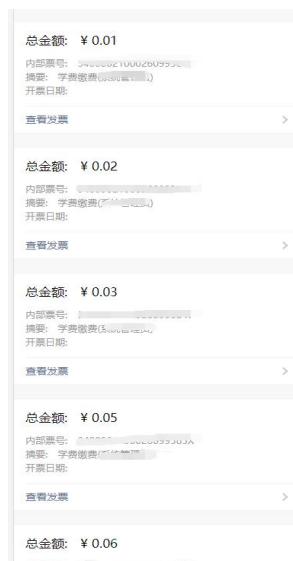 总金额: ¥ 0.01
内部票号:
摘要: 学费缴费(
开票日期:
查看发票
总金额: ¥ 0.02
内部票号:
摘要: 学费缴费(
开票日期:
查看发票
总金额: ¥ 0.03
内部票号:
摘要: 学费缴费(
开票日期:
查看发票
总金额: ¥ 0.05
内部票号:
摘要: 学费缴费(
开票日期:
查看发票
总金额: ¥ 0.06